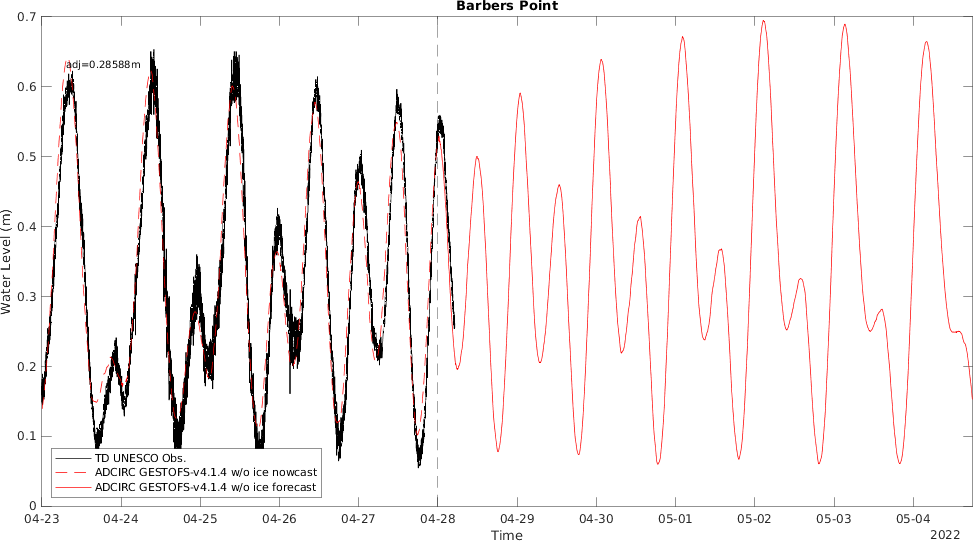 Barbers Point
0.7
0.6
0.5
0.4
0.3
0.2
0.1
0
Water Level (m)
adj=0.28588m
TD UNESCO Obs.
ADCIRC GESTOFS-v4.1.4 w/o ice nowcast
ADCIRC GESTOFS-v4.1.4 w/o ice forecast
04-23 04-24 04-25 04-26 04-27 04-28 04-29 04-30 05-01 05-02 05-03 05-04
Time
2022